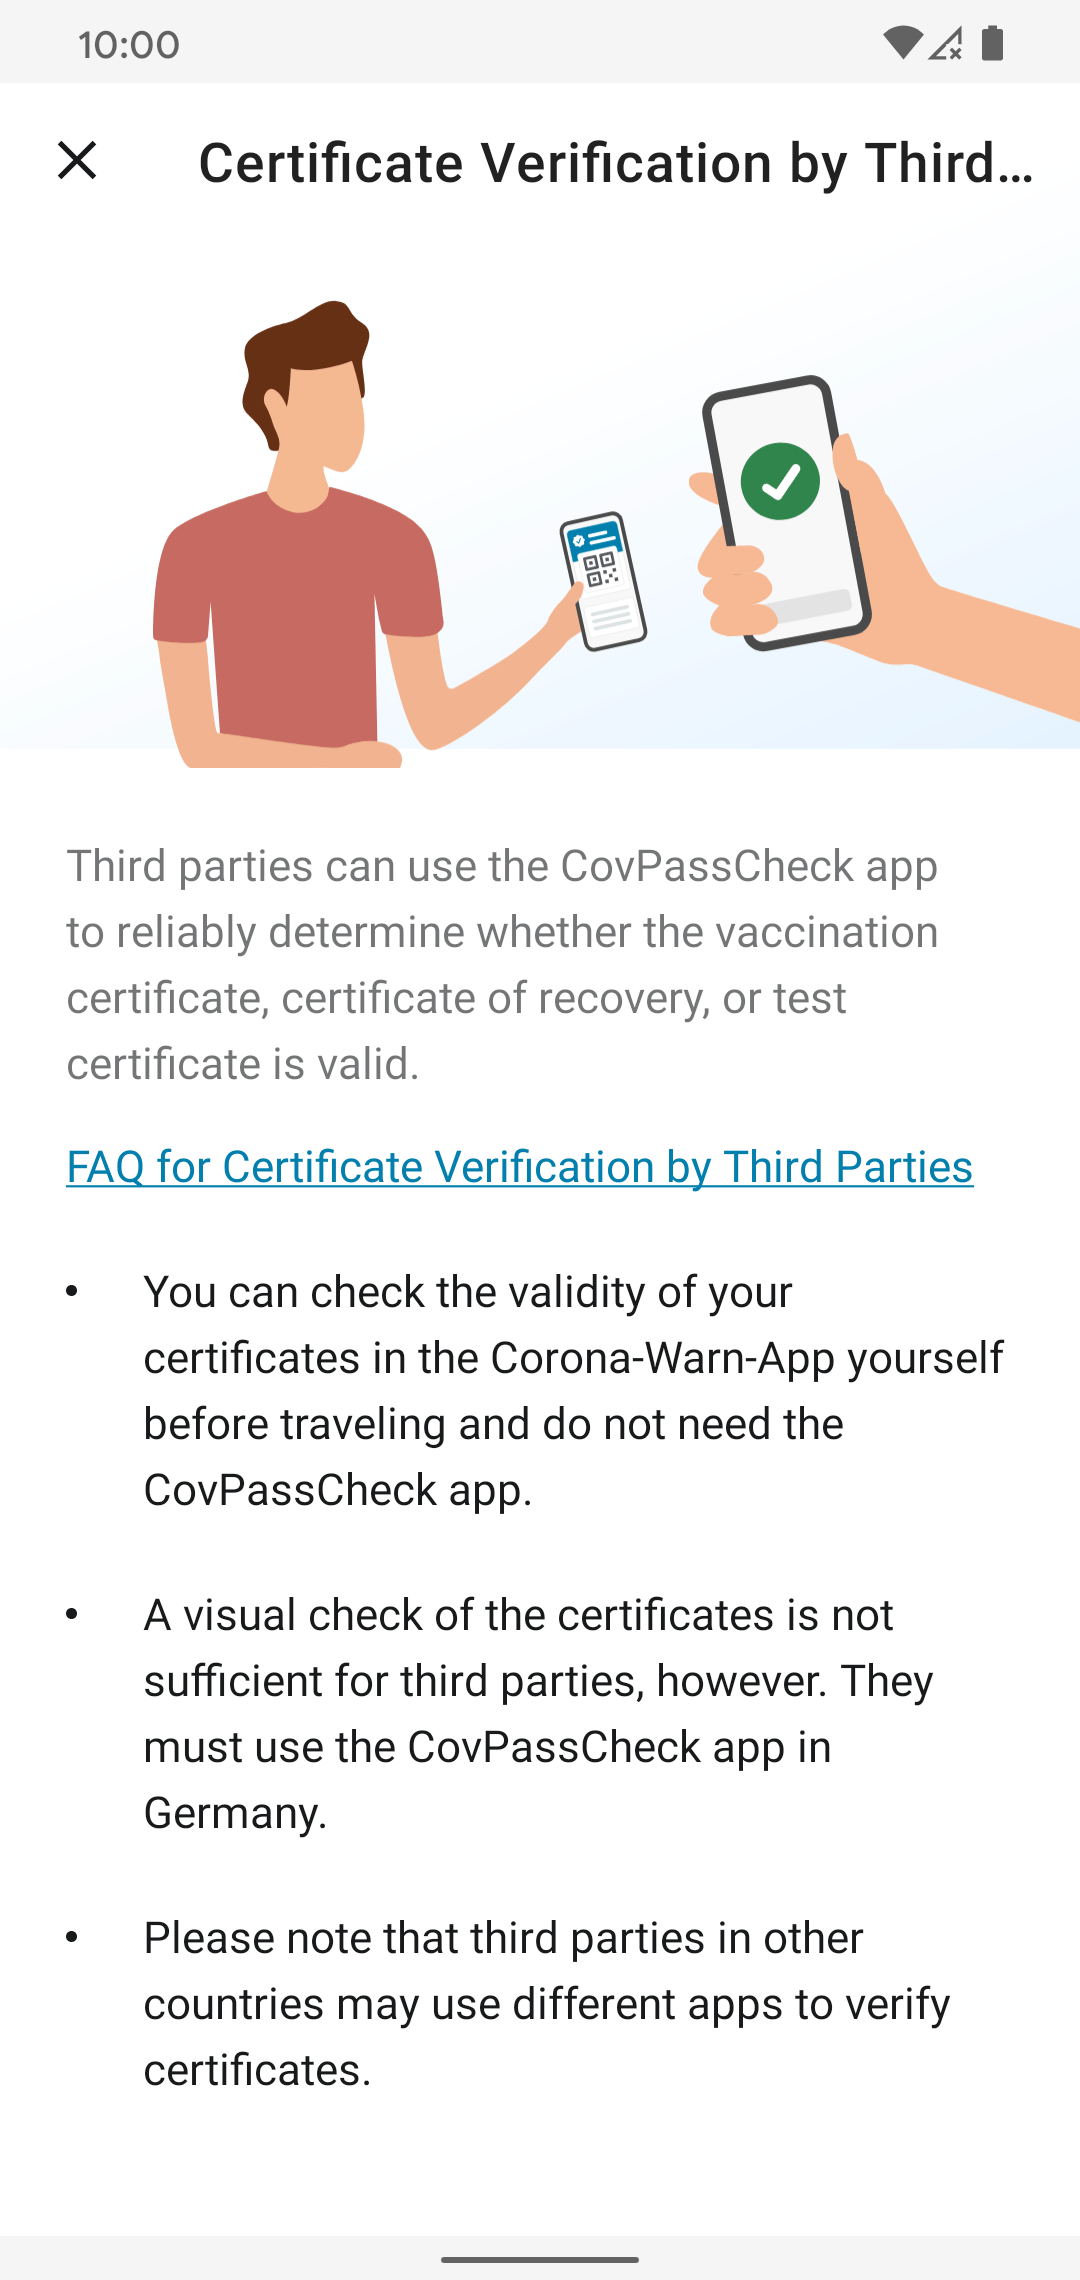 10:00
Certificate Verification by Third...
Third parties can use the CovPassCheck app
to reliably determine whether the vaccination
certificate, certificate of recovery, or test
certificate is valid.
FAQ for Certificate Verification by Third Parties
• You can check the validity of your
certificates in the Corona-Warn-App yourself
before traveling and do not need the
CovPassCheck app.
• A visual check of the certificates is not
sufficient for third parties, however. They
must use the CovPassCheck app in
Germany.
• Please note that third parties in other
countries may use different apps to verify
certificates.